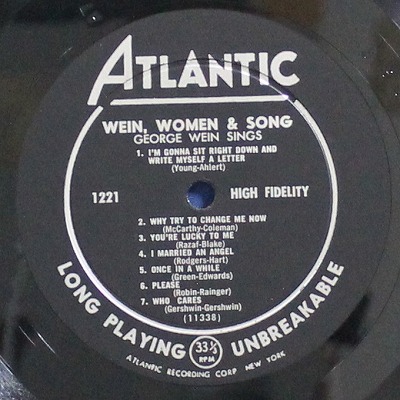 ATLANTIC
WEIN, WOMEN & SONG
GEORGE WEIN SINGS
1. I'M GONNA SIT RIGHT DOWN AND
WRITE MYSELF A LETTER
(Young-Ahlert)
1221 HIGH FIDELITY
2. WHY TRY TO CHANGE ME NOW
(McCarthy-Coleman)
3. YOU'RE LUCKY TO ME
(Razaf-Blake)
4. I MARRIED AN ANGEL
(Rodgers-Hart)
5. ONCE IN A WHILE
(Green-Edwards)
6. PLEASE
(Robin-Rainger)
7. WHO CARES
(Gershwin-Gershwin)
(11338)
LONG PLAYING 33⅓ RPM UNBREAKABLE
ATLANTIC RECORDING CORP NEW YORK